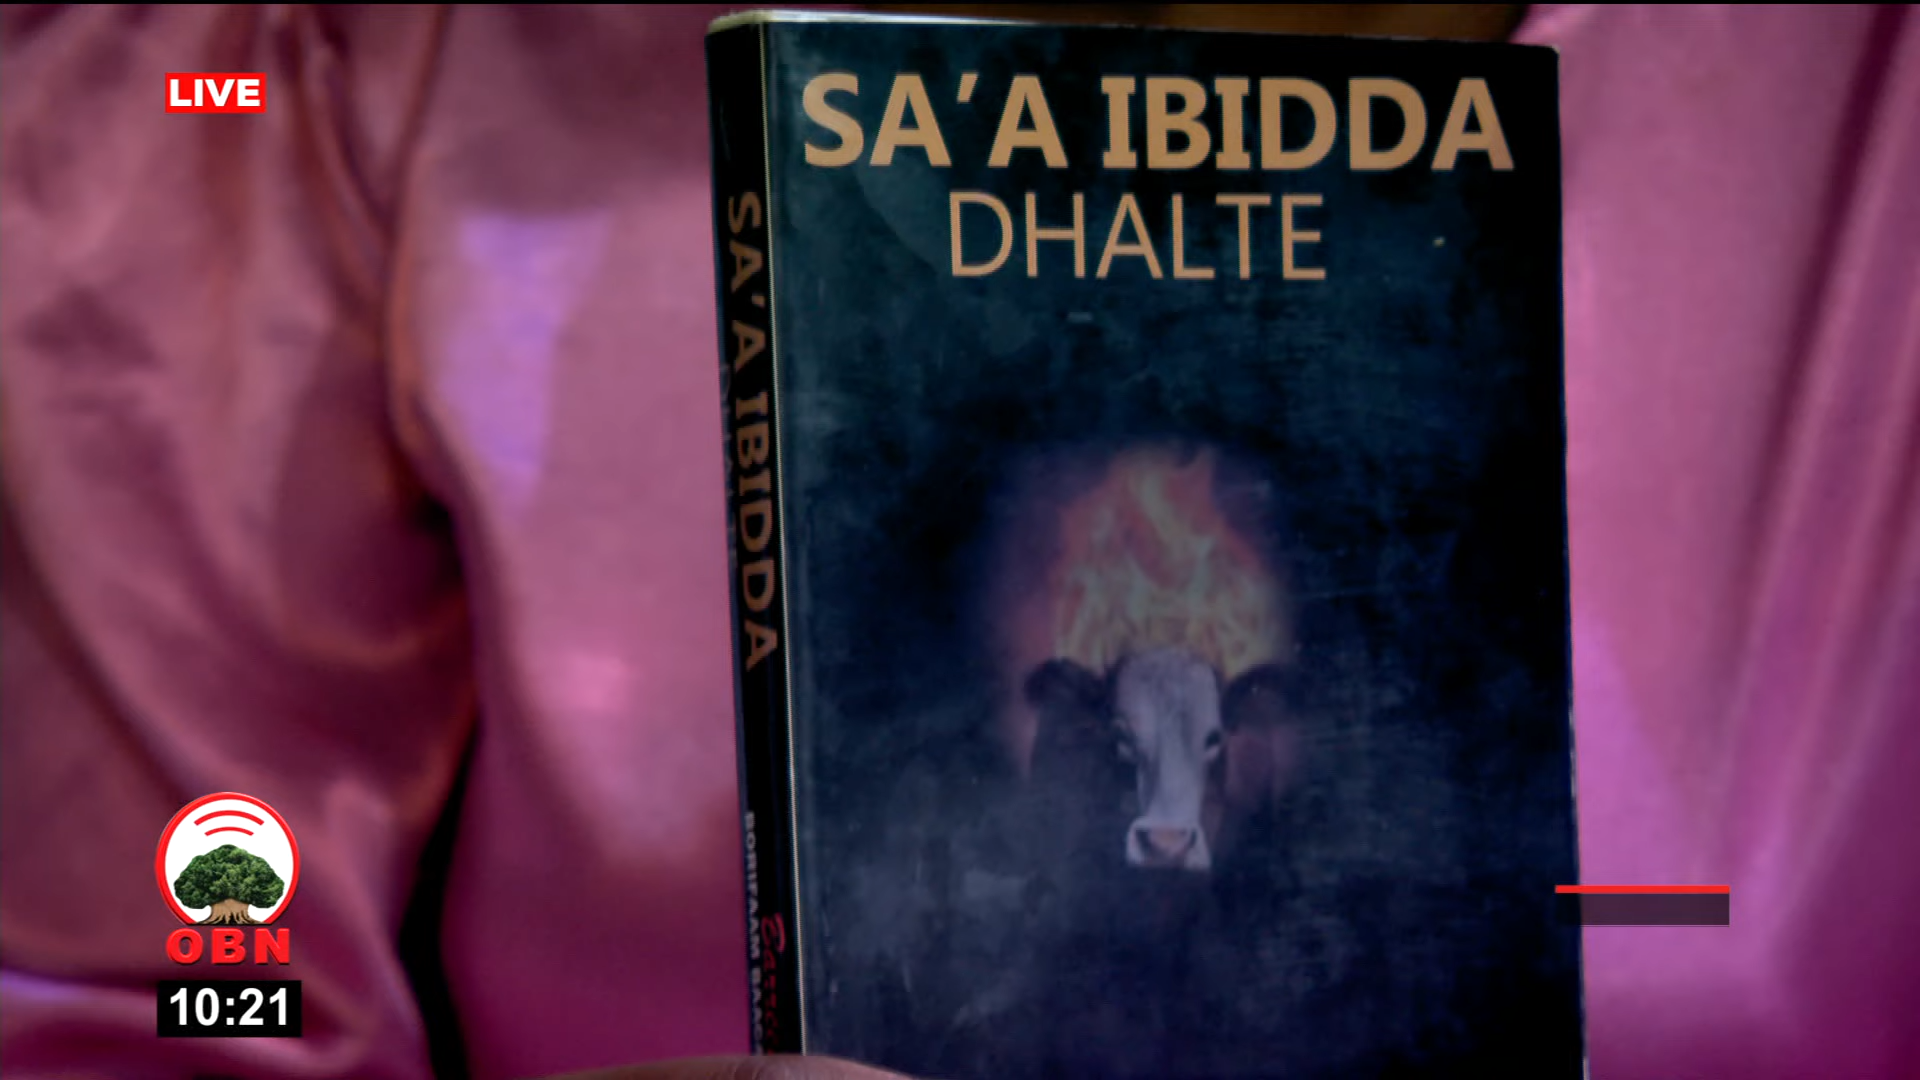 LIVE
SA’A IBIDDA
DHALTE
SA’A IBIDDA
OBN
10:21